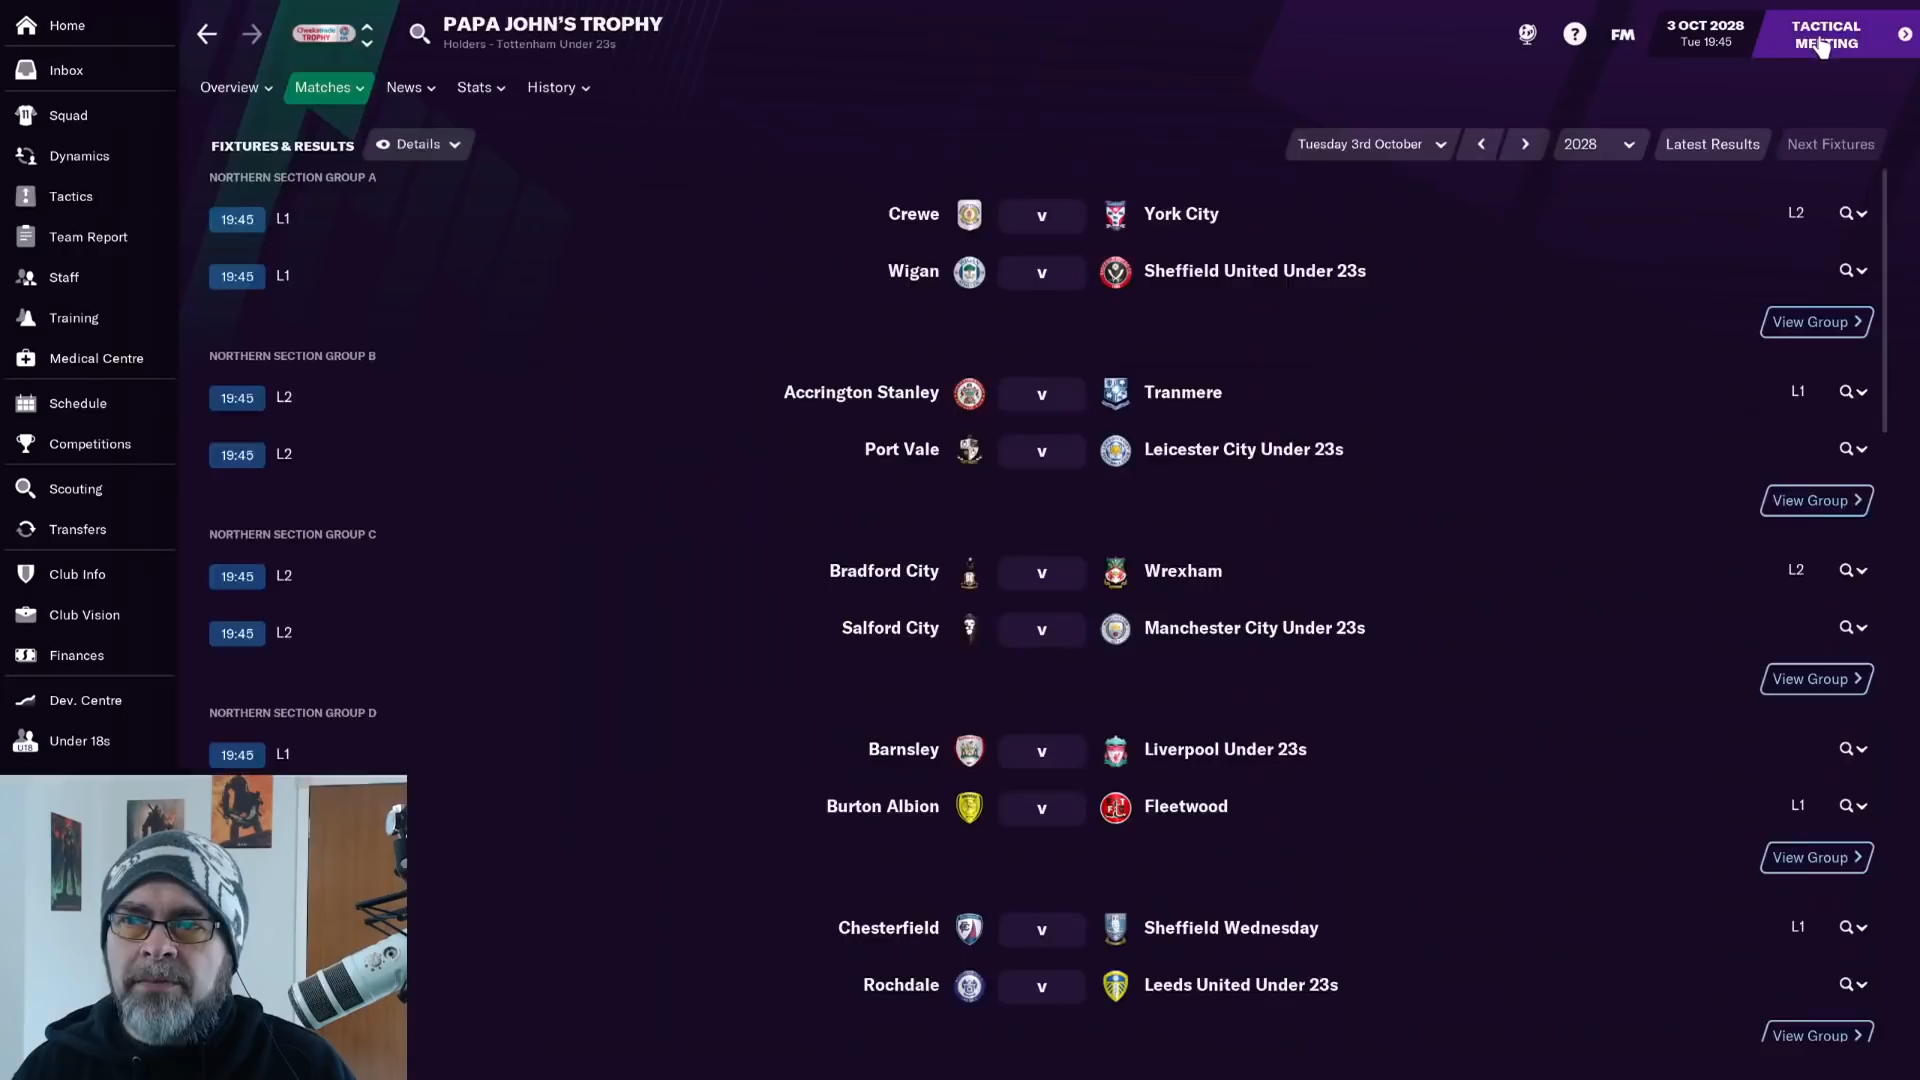 Home
Inbox
Squad
Dynamics
Tactics
Team Report
Staff
Training
Medical Centre
Schedule
Competitions
Scouting
Transfers
Club Info
Club Vision
Finances
Dev. Centre
U18 Under 18s
TROPHY
PAPA JOHN'S TROPHY
Holders - Tottenham Under 23s
FM
3 OCT 2028
Tue 19:45
TACTICAL
MEETING
Overview Matches News Stats History
FIXTURES & RESULTS Details Tuesday 3rd October 2028 Latest Results Next Fixtures
NORTHERN SECTION GROUP A
19:45 L1 Crewe v York City L2
19:45 L1 Wigan v Sheffield United Under 23s
View Group
NORTHERN SECTION GROUP B
19:45 L2 Accrington Stanley v Tranmere L1
19:45 L2 Port Vale v Leicester City Under 23s
View Group
NORTHERN SECTION GROUP C
19:45 L2 Bradford City v Wrexham L2
19:45 L2 Salford City v Manchester City Under 23s
View Group
NORTHERN SECTION GROUP D
19:45 L1 Barnsley v Liverpool Under 23s
Burton Albion v Fleetwood L1
View Group
Chesterfield v Sheffield Wednesday L1
Rochdale v Leeds United Under 23s
View Group